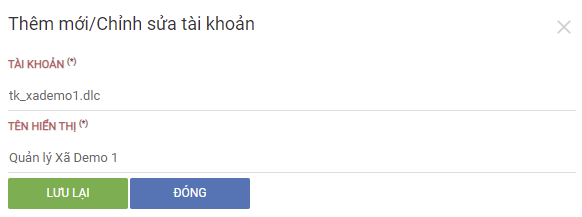 Thêm mới/Chỉnh sửa tài khoản
TÀI KHOẢN (*)
tk_xademo1.dlc
TÊN HIỂN THỊ (*)
Quản lý Xã Demo 1
LƯU LẠI ĐÓNG